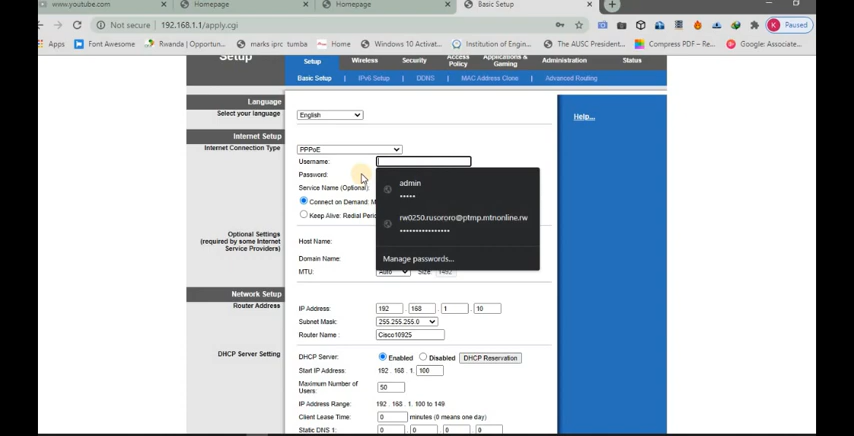 www.youtube.com Homepage Homepage Basic Setup
Not secure 192.168.1.1/apply.cgi Paused
Apps Font Awesome Rwanda | Opportun... marks iprc tumba Home Windows 10 Activat... Institution of Engin... The AUSC President... Compress PDF – Re... Google: Associate...
Setup Setup Wireless Security Access Policy Applications & Gaming Administration Status
Basic Setup | IPv6 Setup | DDNS | MAC Address Clone | Advanced Routing
Language
Select your language English Help...
Internet Setup
Internet Connection Type PPPoE
Username:
Password:
Service Name (Optional)
Connect on Demand: M
Keep Alive: Redial Perio
admin
•••••
rw0250.rusororo@ptmp.mtnonline.rw
••••••••••••••••
Manage passwords...
Optional Settings
(required by some Internet
Service Providers)
Host Name:
Domain Name:
MTU: Auto Size: 1492
Network Setup
Router Address
IP Address: 192 . 168 . 1 . 10
Subnet Mask: 255.255.255.0
Router Name : Cisco10925
DHCP Server Setting DHCP Server: Enabled Disabled DHCP Reservation
Start IP Address: 192 . 168 . 1. 100
Maximum Number of
Users: 50
IP Address Range: 192 . 168 . 1. 100 to 149
Client Lease Time: 0 minutes (0 means one day)
Static DNS 1: 0 . 0 . 0 . 0